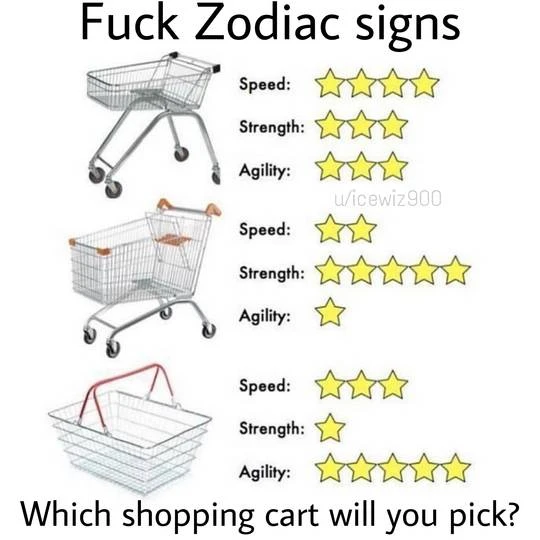 Fuck Zodiac signs
Speed:
Strength:
Agility:
u/icewiz900
Speed:
Strength:
Agility:
Speed:
Strength:
Agility:
Which shopping cart will you pick?